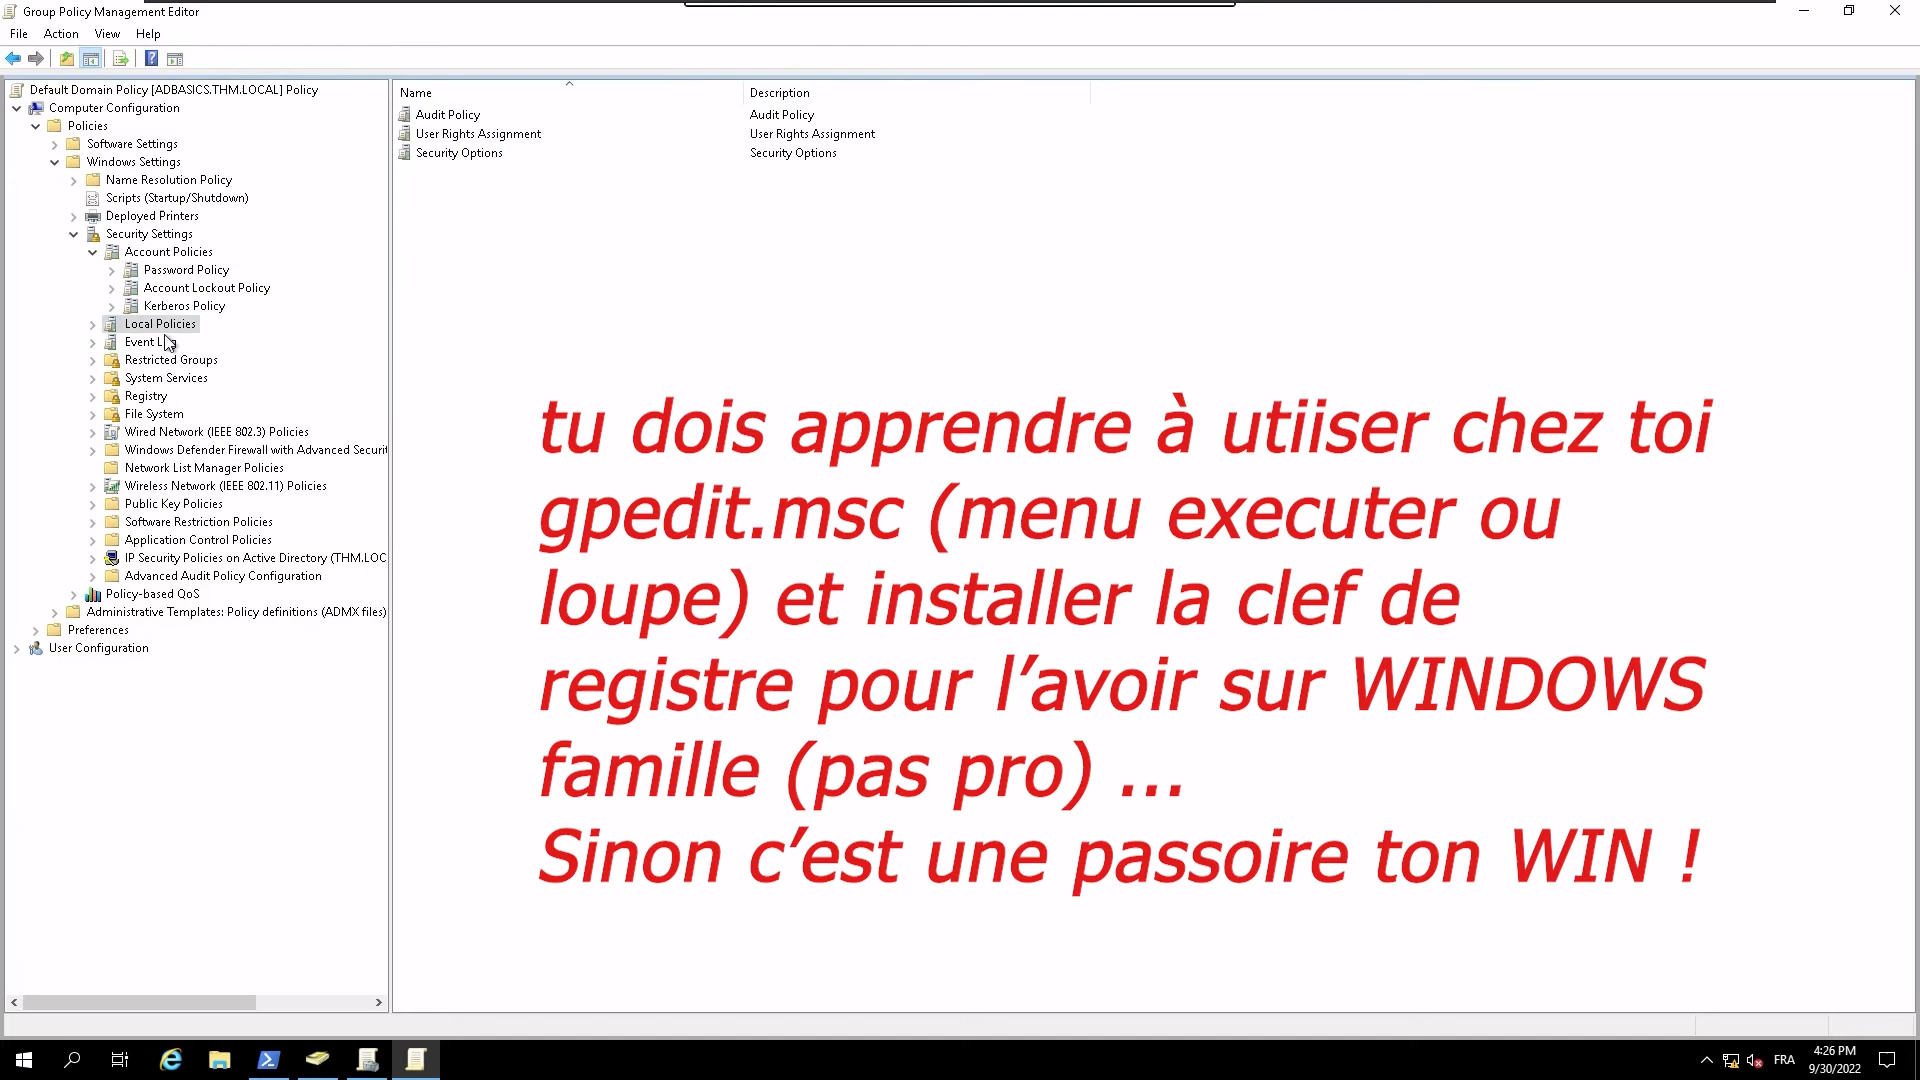 Group Policy Management Editor
File Action View Help
Default Domain Policy [ADBASICS.THM.LOCAL] Policy
Computer Configuration
Policies
Software Settings
Windows Settings
Name Resolution Policy
Scripts (Startup/Shutdown)
Deployed Printers
Security Settings
Account Policies
Password Policy
Account Lockout Policy
Kerberos Policy
Local Policies
Event
Restricted Groups
System Services
Registry
File System
Wired Network (IEEE 802.3) Policies
Windows Defender Firewall with Advanced Securit
Network List Manager Policies
Wireless Network (IEEE 802.11) Policies
Public Key Policies
Software Restriction Policies
Application Control Policies
IP Security Policies on Active Directory (THM.LOC
Advanced Audit Policy Configuration
Policy-based QoS
Administrative Templates: Policy definitions (ADMX files)
Preferences
User Configuration
Name Description
Audit Policy Audit Policy
User Rights Assignment User Rights Assignment
Security Options Security Options
tu dois apprendre à utiiser chez toi
gpedit.msc (menu executer ou
loupe) et installer la clef de
registre pour l’avoir sur WINDOWS
famille (pas pro) ...
Sinon c’est une passoire ton WIN !
FRA
4:26 PM
9/30/2022